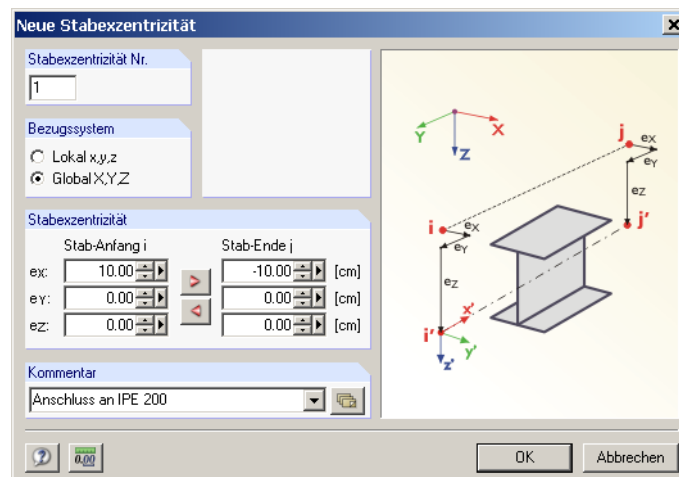 Neue Stabexzentrizität
Stabexzentrizität Nr.
1
Bezugssystem
Lokal x,y,z
Global X,Y,Z
Stabexzentrizität
Stab-Anfang i Stab-Ende j
eX: 10.00 > -10.00 [cm]
eY: 0.00 < 0.00 [cm]
eZ: 0.00 0.00 [cm]
Kommentar
Anschluss an IPE 200
Y X
Z
j eX
eY
eZ
j'
i eX
eY
eZ
x'
i' y'
z'
? 0.00 OK Abbrechen